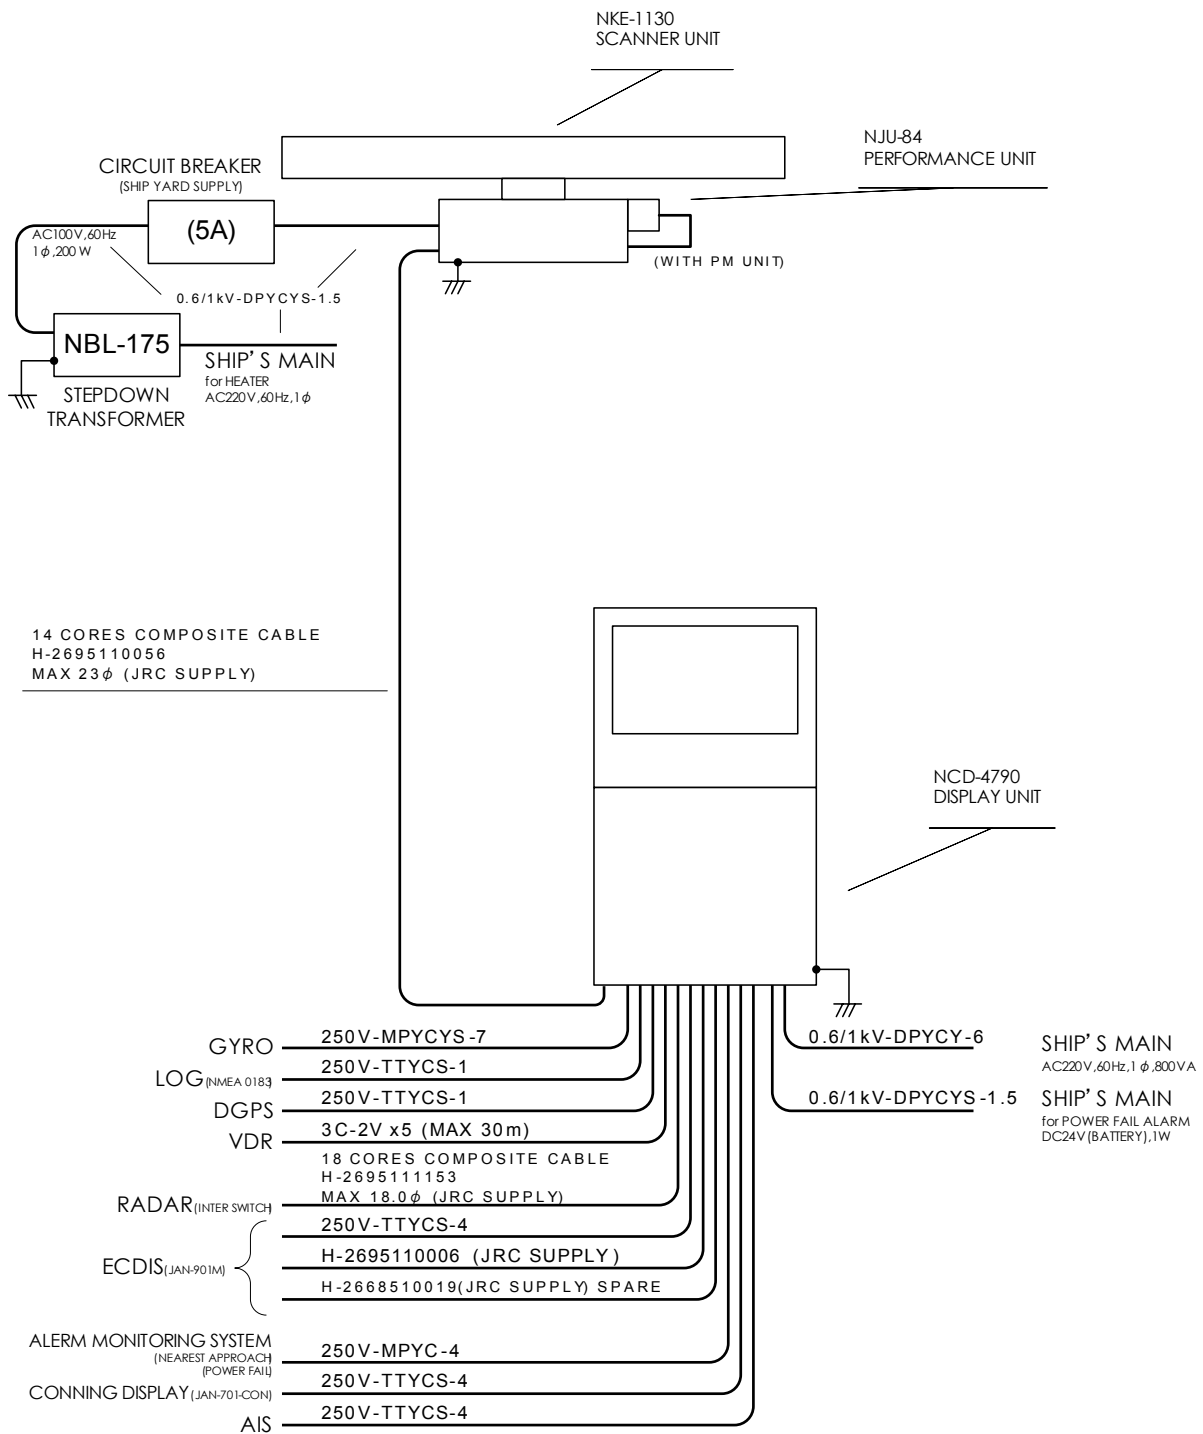 NKE-1130
SCANNER UNIT
NJU-84
PERFORMANCE UNIT
CIRCUIT BREAKER
(SHIP YARD SUPPLY)
(5A)
AC100V,60Hz
1φ,200 W
(WITH PM UNIT)
0.6/1kV-DPYCYS-1.5
NBL-175
SHIP'S MAIN
for HEATER
AC220V,60Hz,1φ
STEPDOWN
TRANSFORMER
14 CORES COMPOSITE CABLE
H-2695110056
MAX 23φ (JRC SUPPLY)
NCD-4790
DISPLAY UNIT
GYRO 250V-MPYCYS-7
LOG(NMEA 0183) 250V-TTYCS-1
DGPS 250V-TTYCS-1
VDR 3C-2V x5 (MAX 30m)
18 CORES COMPOSITE CABLE
H-2695111153
RADAR(INTER SWITCH) MAX 18.0φ (JRC SUPPLY)
250V-TTYCS-4
ECDIS(JAN-901M) H-2695110006 (JRC SUPPLY)
H-2668510019(JRC SUPPLY) SPARE
ALERM MONITORING SYSTEM 250V-MPYC-4
(NEAREST APPROACH)
(POWER FAIL)
CONNING DISPLAY(JAN-701-CON) 250V-TTYCS-4
AIS 250V-TTYCS-4
0.6/1kV-DPYCY-6 SHIP'S MAIN
AC220V,60Hz,1φ,800VA
0.6/1kV-DPYCYS-1.5 SHIP'S MAIN
for POWER FAIL ALARM
DC24V(BATTERY),1W